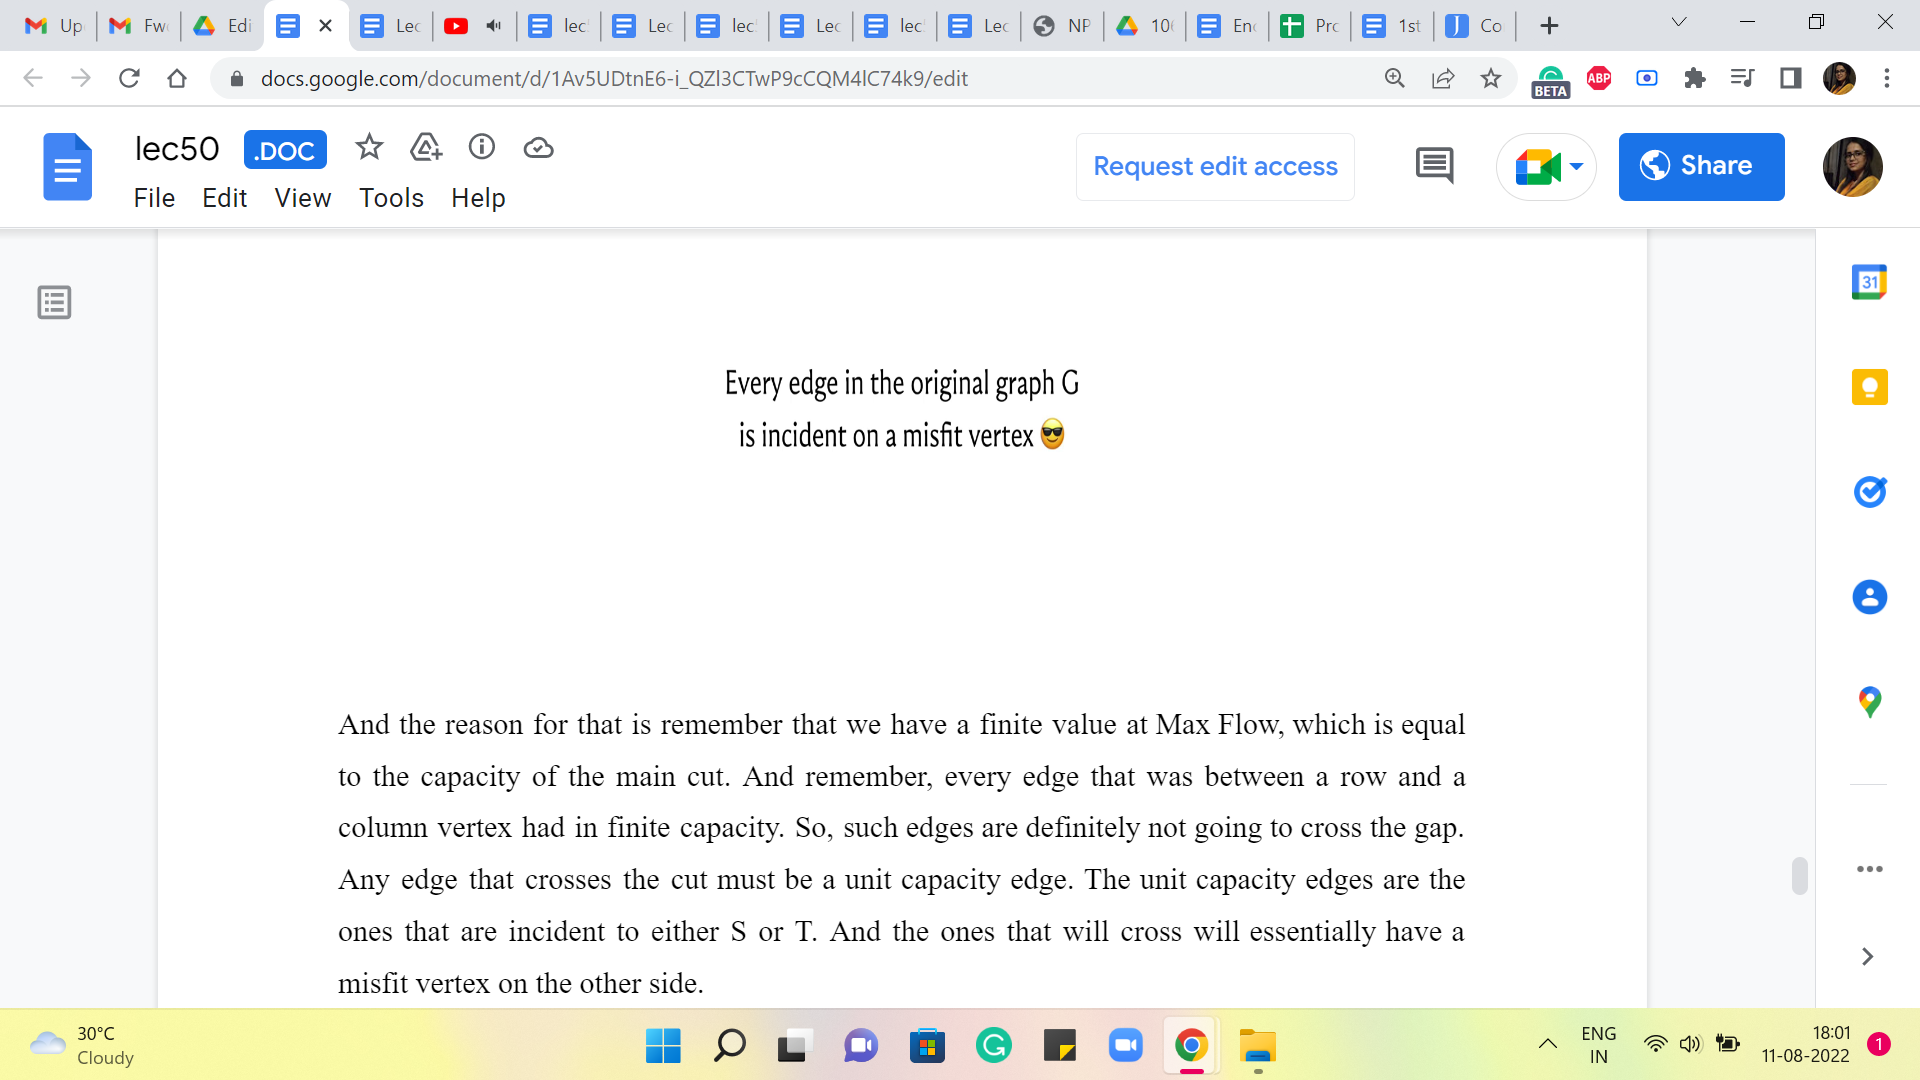 Up Fwd Edi Lec lec Lec lec Lec lec Lec NP 10 Enc Pro 1st Co
docs.google.com/document/d/1Av5UDtnE6-i_QZl3CTwP9cCQM4lC74k9/edit
BETA ABP
lec50 .DOC
Request edit access
Share
File Edit View Tools Help
31
Every edge in the original graph G
is incident on a misfit vertex 😎
And the reason for that is remember that we have a finite value at Max Flow, which is equal
to the capacity of the main cut. And remember, every edge that was between a row and a
column vertex had in finite capacity. So, such edges are definitely not going to cross the gap.
Any edge that crosses the cut must be a unit capacity edge. The unit capacity edges are the
ones that are incident to either S or T. And the ones that will cross will essentially have a
misfit vertex on the other side.
30°C
Cloudy
ENG
IN
18:01
11-08-2022
1